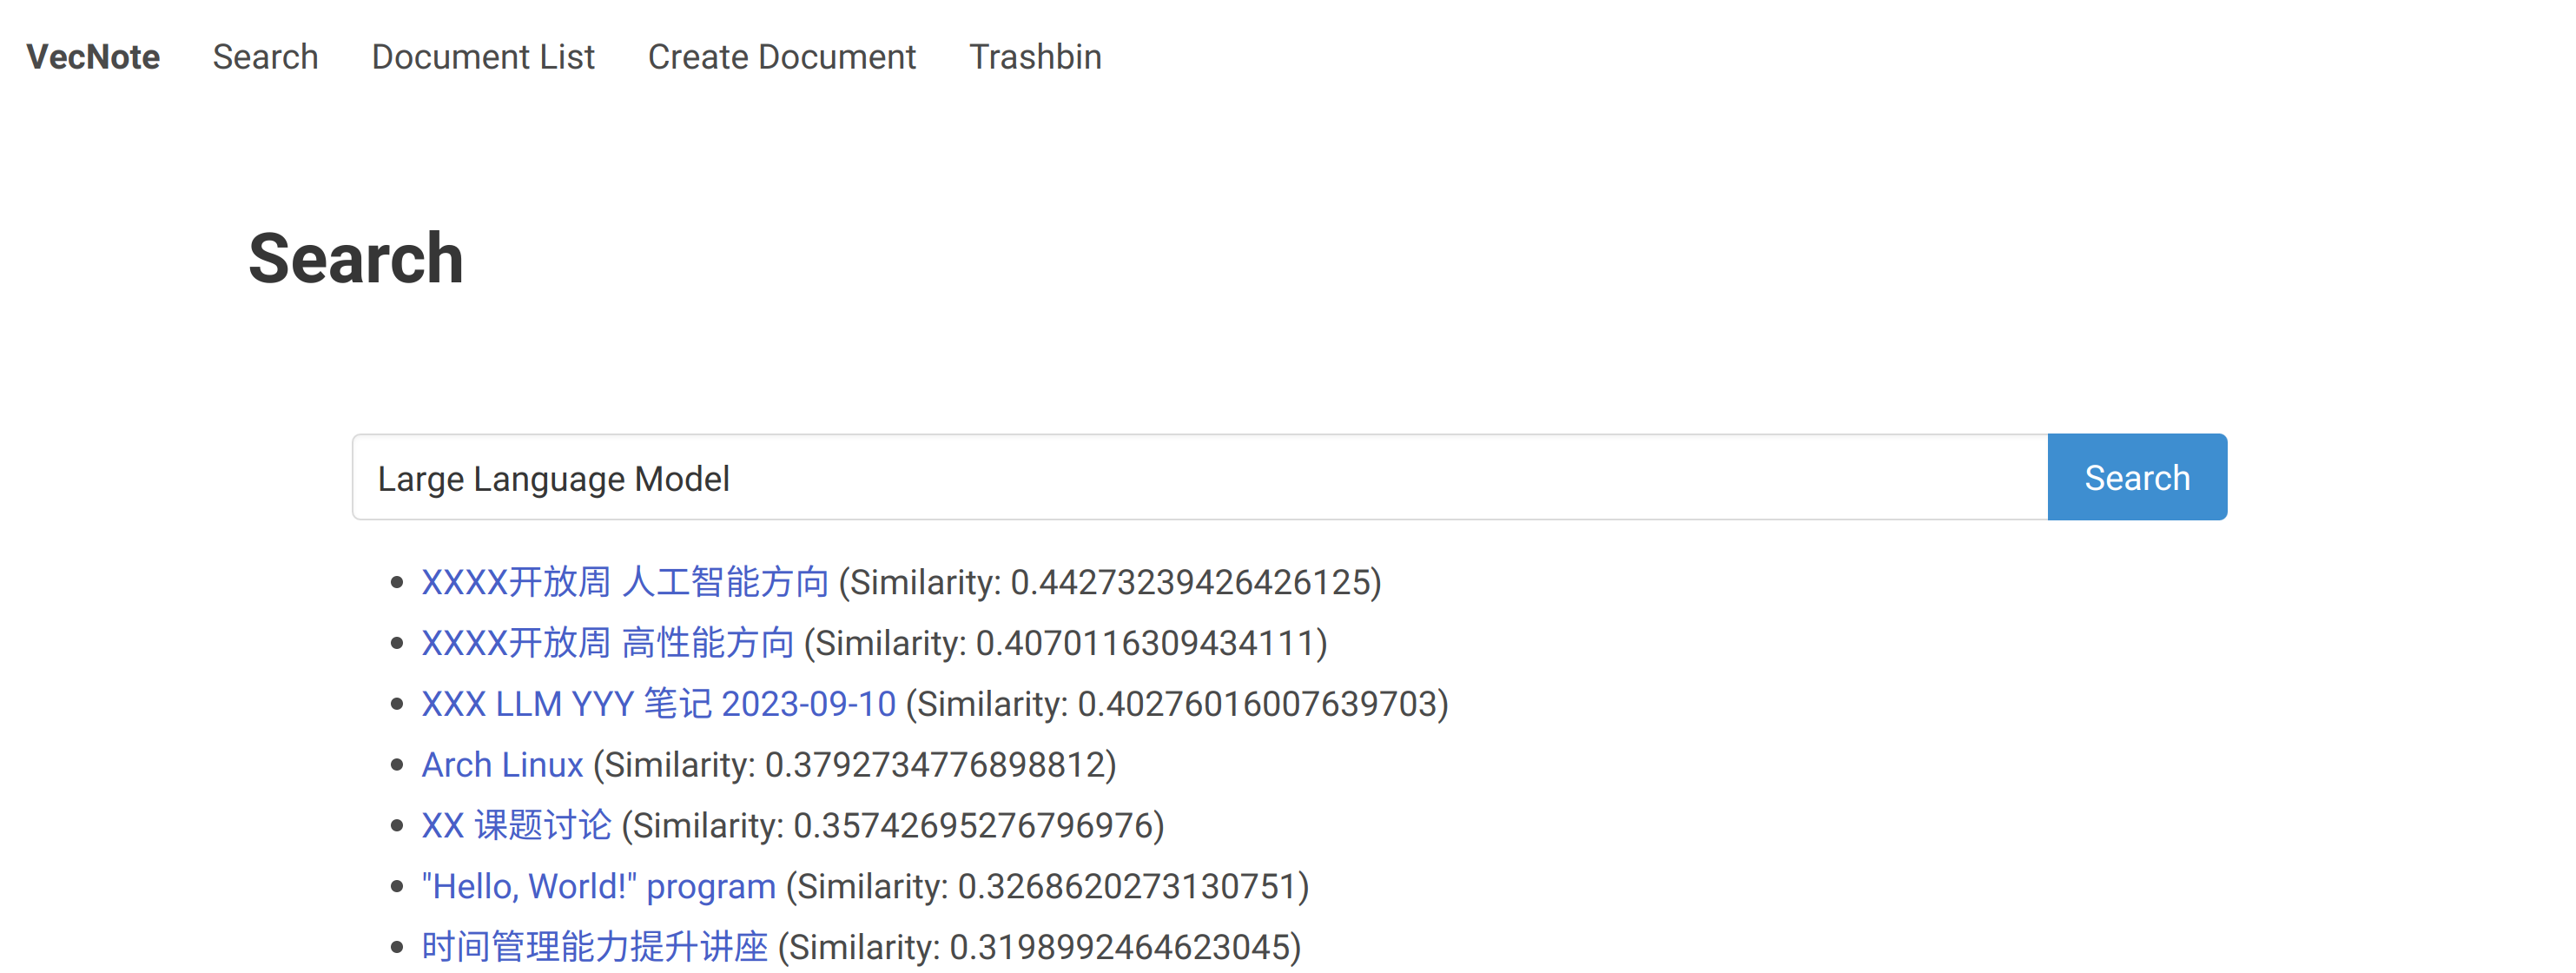 VecNote Search Document List Create Document Trashbin
Search
Large Language Model Search
XXXX开放周 人工智能方向 (Similarity: 0.44273239426426125)
XXXX开放周 高性能方向 (Similarity: 0.4070116309434111)
XXX LLM YYY 笔记 2023-09-10 (Similarity: 0.40276016007639703)
Arch Linux (Similarity: 0.3792734776898812)
XX 课题讨论 (Similarity: 0.35742695276796976)
"Hello, World!" program (Similarity: 0.3268620273130751)
时间管理能力提升讲座 (Similarity: 0.3198992464623045)